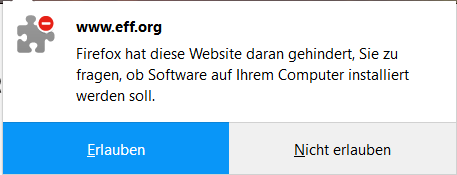 www.eff.org
Firefox hat diese Website daran gehindert, Sie zu
fragen, ob Software auf Ihrem Computer installiert
werden soll.
Erlauben
Nicht erlauben